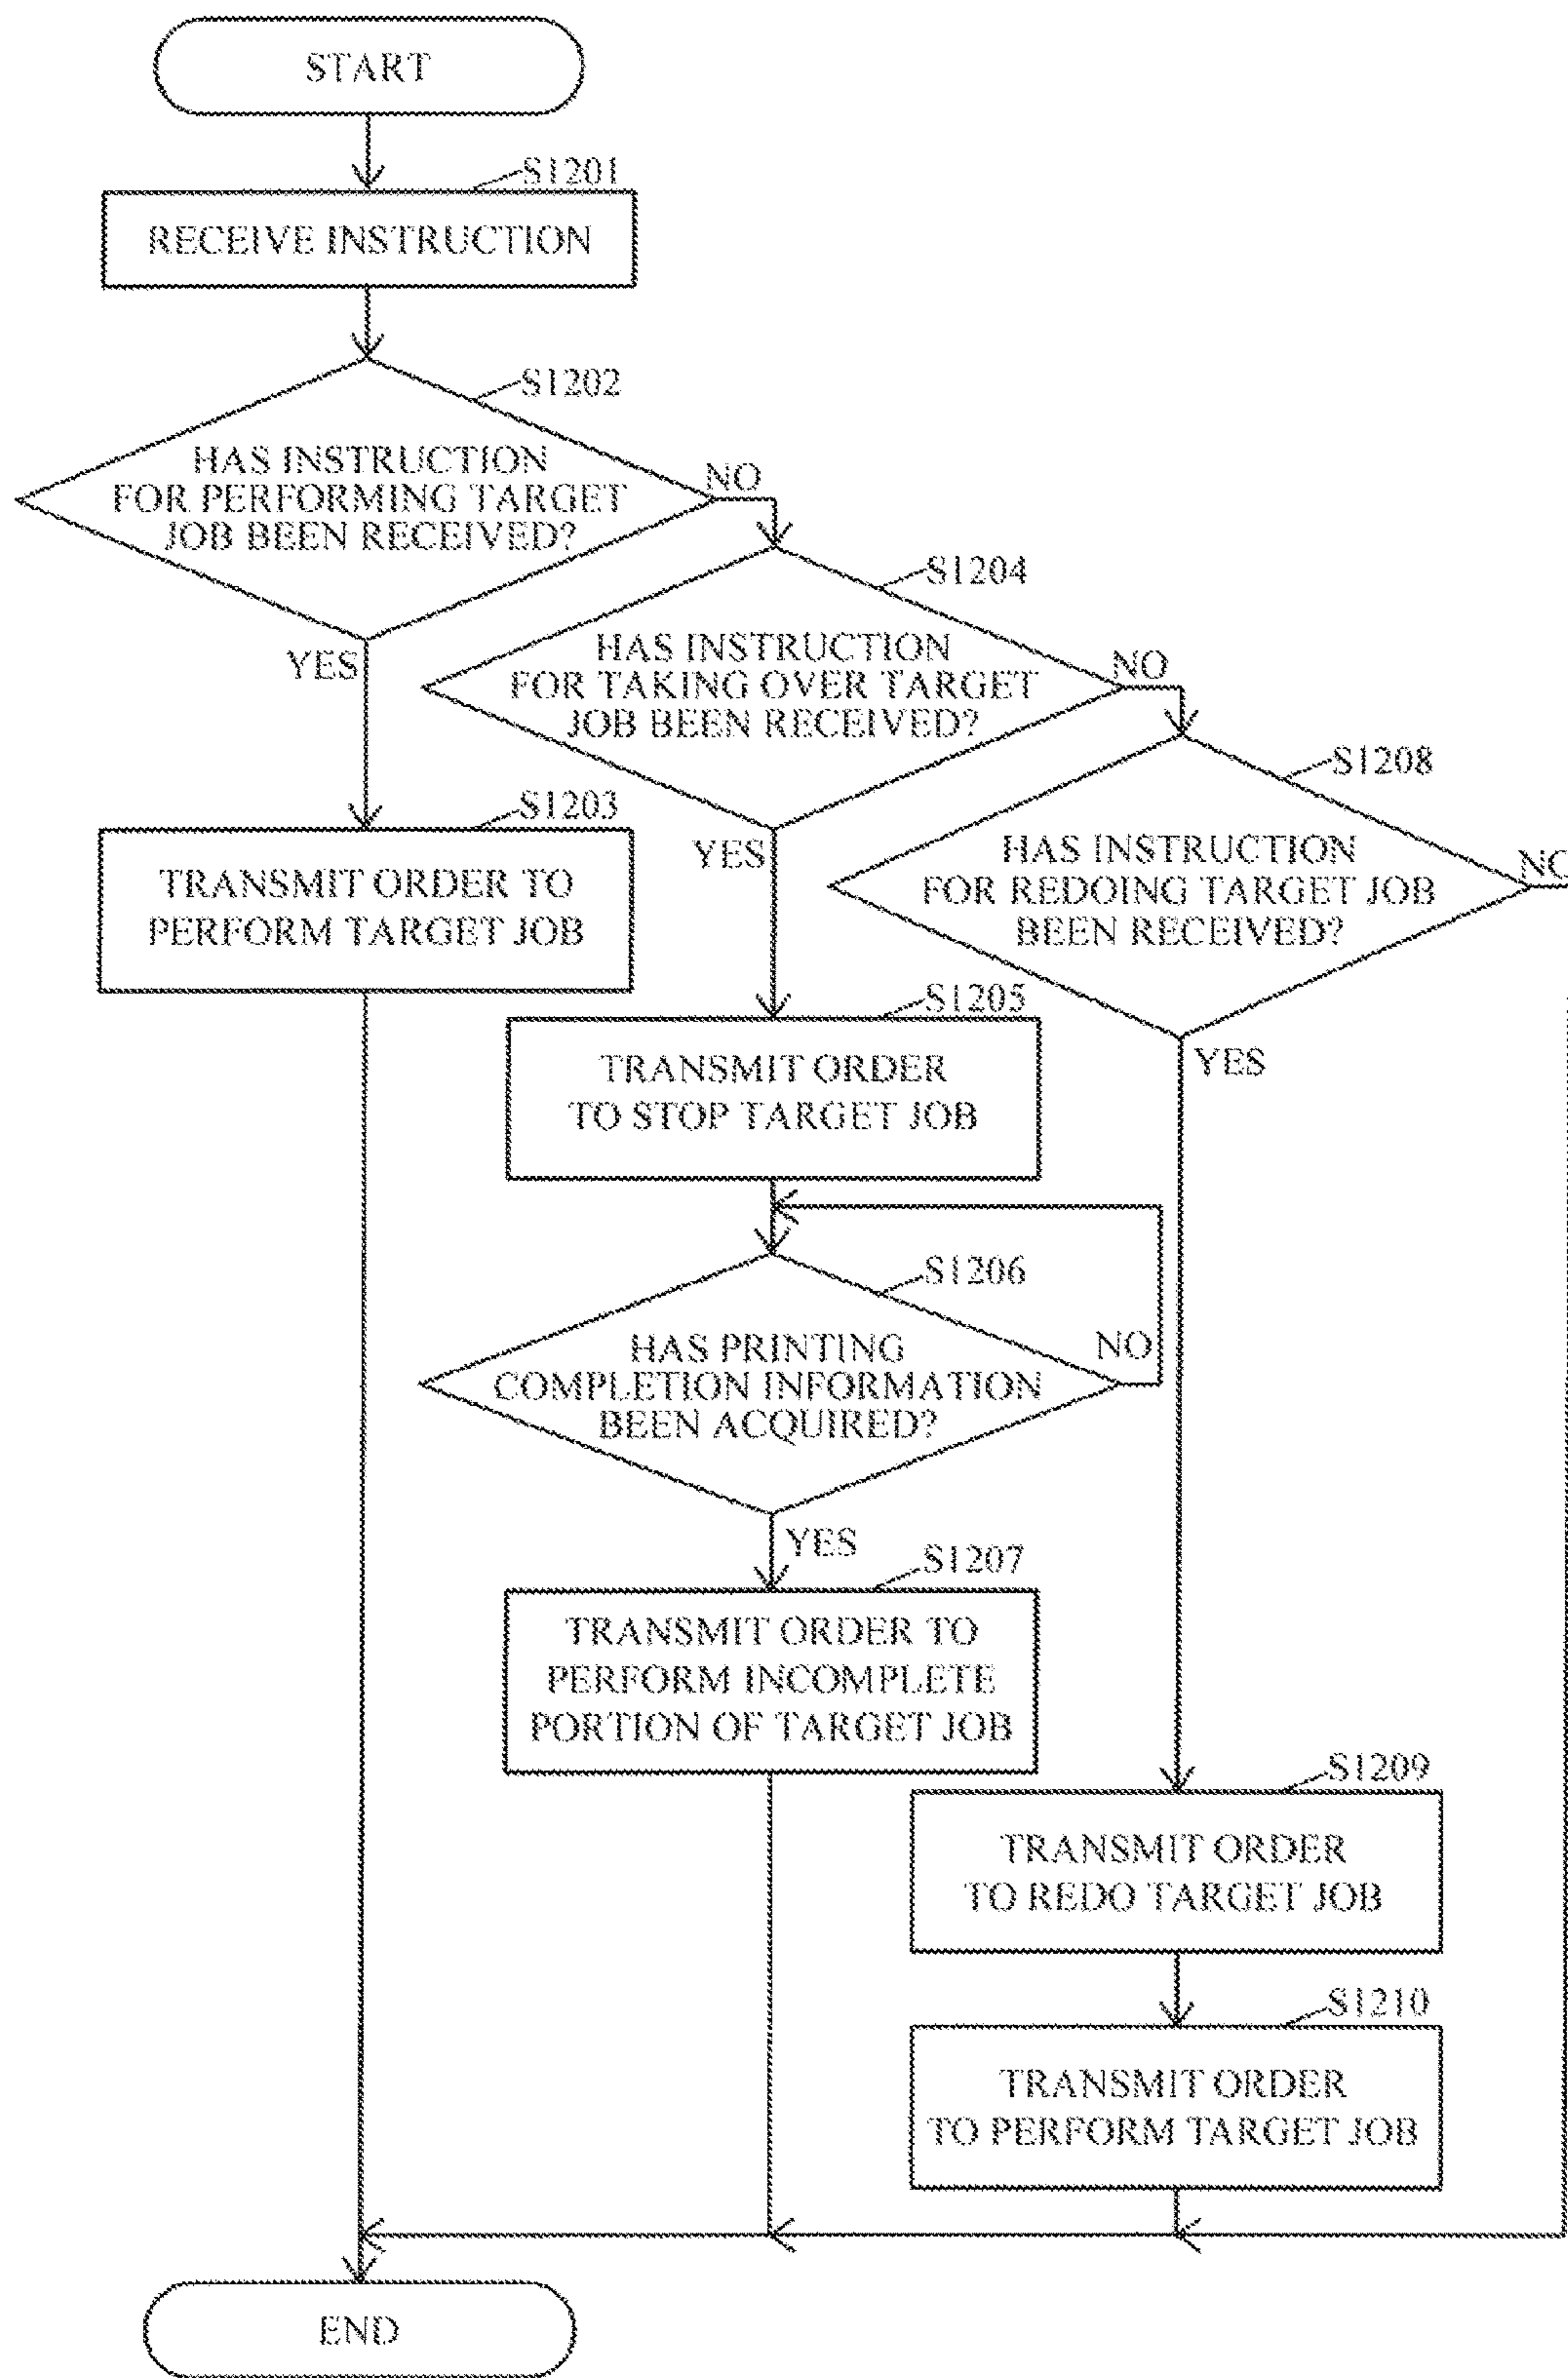 START
S1201
RECEIVE INSTRUCTION
S1202
HAS INSTRUCTION
FOR PERFORMING TARGET
JOB BEEN RECEIVED?
NO
YES
S1204
HAS INSTRUCTION
FOR TAKING OVER TARGET
JOB BEEN RECEIVED?
NO
YES
S1208
HAS INSTRUCTION
FOR REDOING TARGET JOB
BEEN RECEIVED?
NO
YES
S1203
TRANSMIT ORDER TO
PERFORM TARGET JOB
S1205
TRANSMIT ORDER
TO STOP TARGET JOB
S1206
HAS PRINTING
COMPLETION INFORMATION
BEEN ACQUIRED?
NO
YES
S1207
TRANSMIT ORDER TO
PERFORM INCOMPLETE
PORTION OF TARGET JOB
S1209
TRANSMIT ORDER
TO REDO TARGET JOB
S1210
TRANSMIT ORDER
TO PERFORM TARGET JOB
END